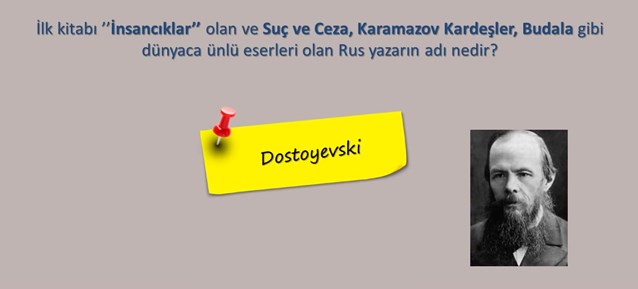 İlk kitabı ’’İnsancıklar’’ olan ve Suç ve Ceza, Karamazov Kardeşler, Budala gibi
dünyaca ünlü eserleri olan Rus yazarın adı nedir?
Dostoyevski